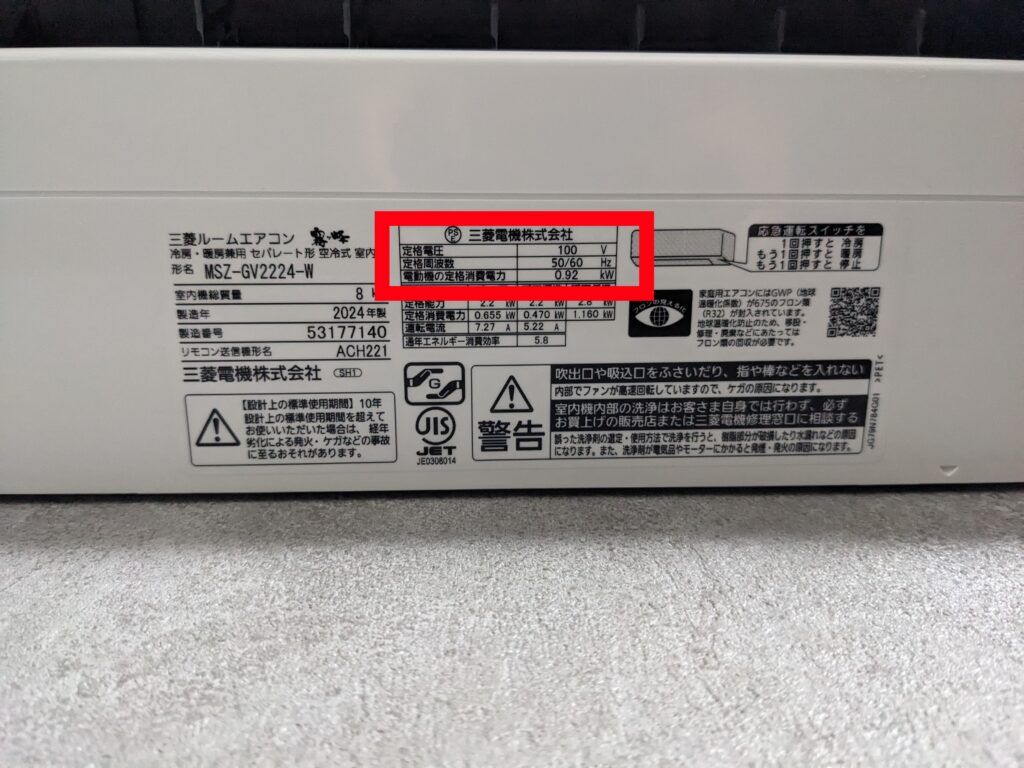 三菱ルームエアコン 霧ヶ峰
冷房・暖房兼用 セパレート形 空冷式 室内
形名 MSZ-GV2224-W
室内機総質量 8 k
製造年 2024年製
製造番号 53177140
リモコン送信機形名 ACH221
三菱電機株式会社 SH1
【設計上の標準使用期間】10年
設計上の標準使用期間を超えて
お使いいただいた場合は、経年
劣化による発火・ケガなどの事故
に至るおそれがあります。
PS
E
三菱電機株式会社
定格電圧 100 V
定格周波数 50/60 Hz
電動機の定格消費電力 0.92 kW
定格能力 2.2 kW 2.2 kW 2.8 kW
定格消費電力 0.655 kW 0.470 kW 1.160 kW
運転電流 7.27 A 5.22 A
通年エネルギー消費効率 5.8
G
JIS
JET
JE0308014
応急運転スイッチを
1回押すと 冷房
もう1回押すと 暖房
もう1回押すと 停止
フロンの見える化
家庭用エアコンにはGWP(地球
温暖化係数)が675のフロン類
(R32)が封入されています。
地球温暖化防止のため、移設・
修理・廃棄などにあたっては
フロン類の回収が必要です。
警告
吹出口や吸込口をふさいだり、指や棒などを入れない
内部でファンが高速回転していますので、ケガの原因になります。
室内機内部の洗浄はお客さま自身では行わず、必ず
お買上げの販売店または三菱電機修理窓口に相談する
誤った洗浄剤の選定・使用方法で洗浄を行うと、樹脂部分が破損したり水漏れなどの原因
になります。また、洗浄剤が電気品やモーターにかかると発煙・発火の原因になります。
>PET<
JG79N784G01